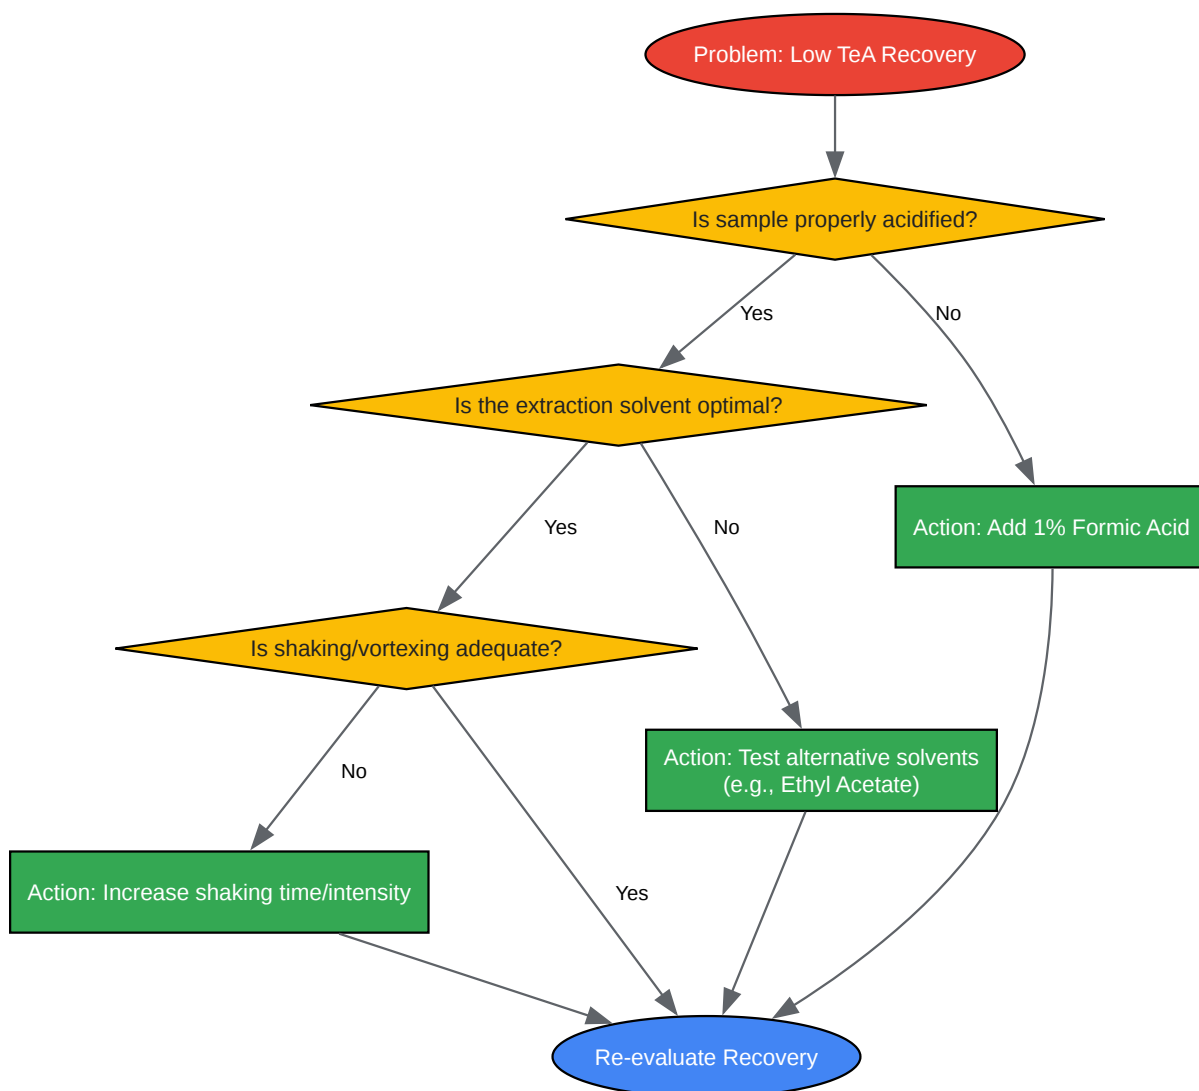 Problem: Low TeA Recovery
Is sample properly acidified?
Yes
No
Is the extraction solvent optimal?
Action: Add 1% Formic Acid
Yes
No
Is shaking/vortexing adequate?
Action: Test alternative solvents
(e.g., Ethyl Acetate)
No
Action: Increase shaking time/intensity
Yes
Re-evaluate Recovery